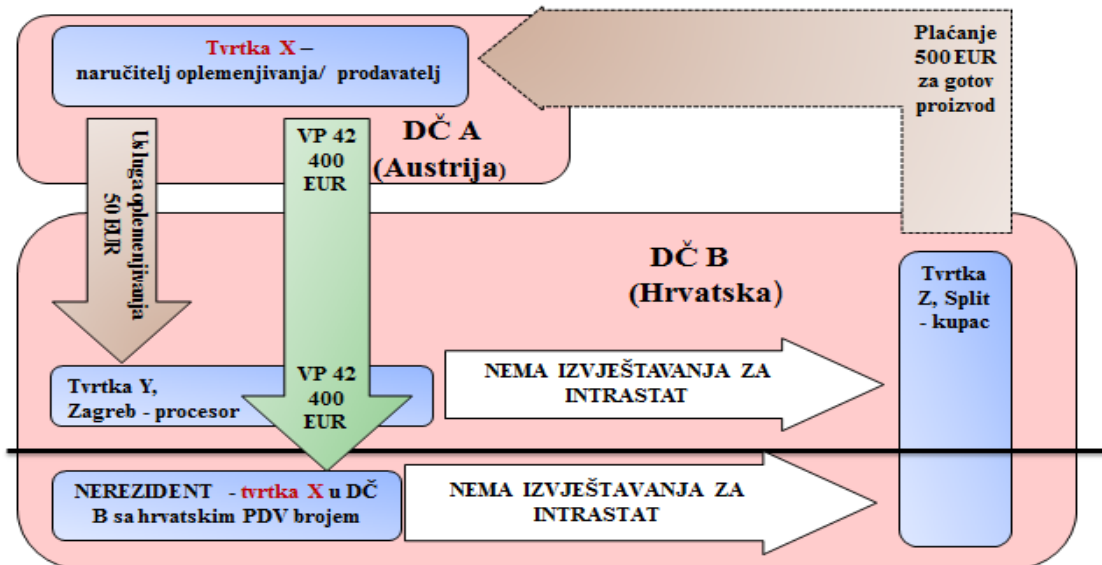 Tvrtka X –
naručitelj oplemenjivanja/ prodavatelj
Plaćanje
500 EUR
za gotov
proizvod
DČ A
(Austrija)
Usluga oplemenjivanja
50 EUR
VP 42
400
EUR
DČ B
(Hrvatska)
Tvrtka
Z, Split
- kupac
Tvrtka Y,
Zagreb - procesor
VP 42
400
EUR
NEMA IZVJEŠTAVANJA ZA
INTRASTAT
NEREZIDENT - tvrtka X u DČ
B sa hrvatskim PDV brojem
NEMA IZVJEŠTAVANJA ZA
INTRASTAT